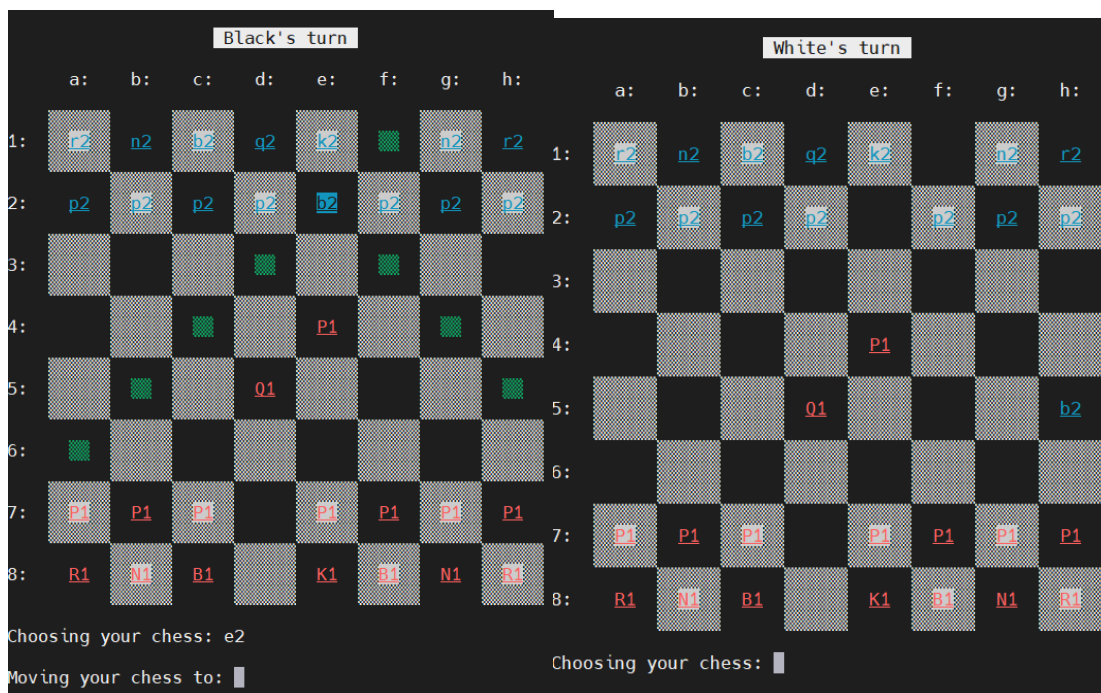 Black's turn
a: b: c: d: e: f: g: h:
1: r2 n2 b2 q2 k2 n2 r2
2: p2 p2 p2 p2 b2 p2 p2 p2
3:
4: P1
5: Q1
6:
7: P1 P1 P1 P1 P1 P1 P1
8: R1 N1 B1 K1 B1 N1 R1
Choosing your chess: e2
Moving your chess to:
White's turn
a: b: c: d: e: f: g: h:
1: r2 n2 b2 q2 k2 n2 r2
2: p2 p2 p2 p2 p2 p2 p2
3:
4: P1
5: Q1 b2
6:
7: P1 P1 P1 P1 P1 P1 P1
8: R1 N1 B1 K1 B1 N1 R1
Choosing your chess: